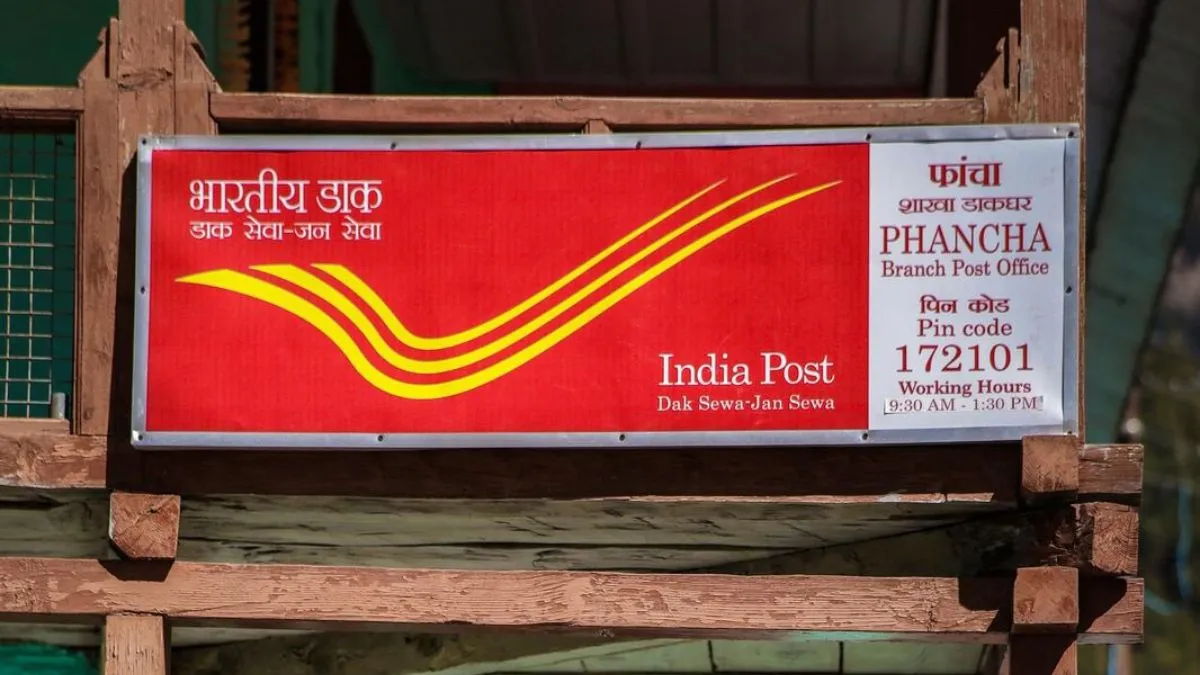 भारतीय डाक
डाक सेवा-जन सेवा
India Post
Dak Sewa-Jan Sewa
फांचा
शाखा डाकघर
PHANCHA
Branch Post Office
पिन कोड
Pin code
172101
Working Hours
9:30 AM - 1:30 PM